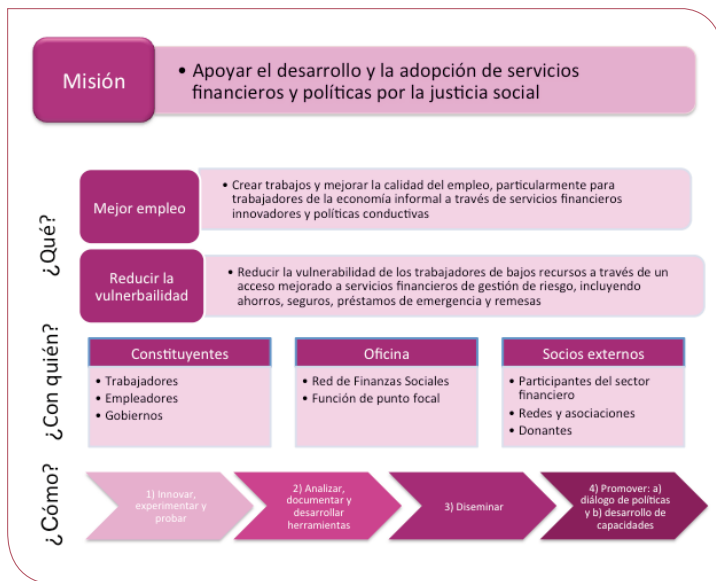 Misión
• Apoyar el desarrollo y la adopción de servicios
financieros y políticas por la justicia social
¿Qué?
Mejor empleo
• Crear trabajos y mejorar la calidad del empleo, particularmente para
trabajadores de la economía informal a través de servicios financieros
innovadores y políticas conductivas
Reducir la
vulnerbailidad
• Reducir la vulnerabilidad de los trabajadores de bajos recursos a través de un
acceso mejorado a servicios financieros de gestión de riesgo, incluyendo
ahorros, seguros, préstamos de emergencia y remesas
¿Con quién?
Constituyentes
• Trabajadores
• Empleadores
• Gobiernos
Oficina
• Red de Finanzas Sociales
• Función de punto focal
Socios externos
• Participantes del sector
financiero
• Redes y asociaciones
• Donantes
¿Cómo?
1) Innovar,
experimentar y
probar
2) Analizar,
documentar y
desarrollar
herramientas
3) Diseminar
4) Promover: a)
diálogo de políticas
y b) desarrollo de
capacidades